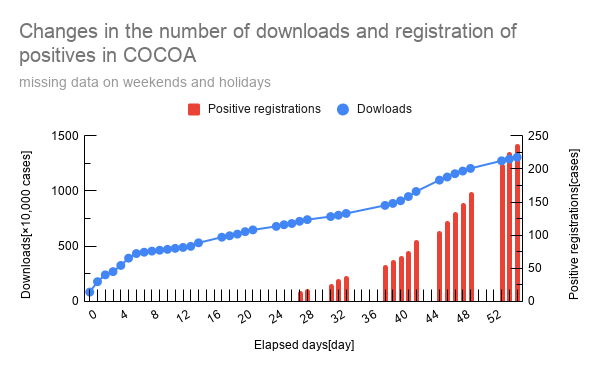 Changes in the number of downloads and registration of
positives in COCOA
missing data on weekends and holidays
Positive registrations
Dowloads
1500
1000
500
0
Downloads[×10,000 cases]
250
200
150
100
50
0
Positive registrations[cases]
0 4 8 12 16 20 24 28 32 36 40 44 48 52
Elapsed days[day]